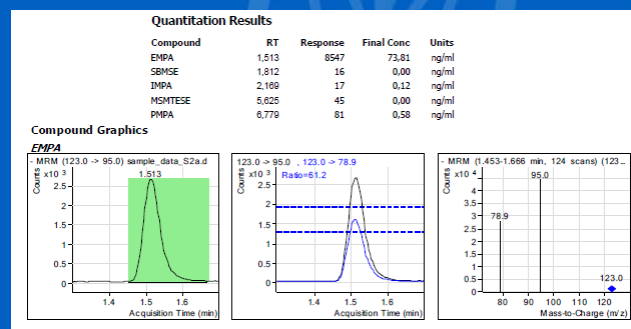 Quantitation Results
Compound RT Response Final Conc Units
EMPA 1,513 8547 73,81 ng/ml
SBMSE 1,812 16 0,00 ng/ml
IMPA 2,169 17 0,12 ng/ml
MSMTESE 5,625 45 0,00 ng/ml
PMPA 6,779 81 0,58 ng/ml
Compound Graphics
EMPA
- MRM (123.0 -> 95.0) sample_data_S2a.d
Counts
x10 3
1.513
2.5
2
1.5
1
0.5
0
1.4 1.5 1.6
Acquisition Time (min)
123.0 -> 95.0 , 123.0 -> 78.9
Counts
x10 3
Ratio=61.2
2.5
2
1.5
1
0.5
0
1.4 1.5 1.6
Acquisition Time (min)
- MRM (1.453-1.666 min, 124 scans) (123...
Counts
x10 4
95.0
4
3.5
3
78.9
2.5
2
1.5
1
0.5
123.0
0
80 90 100 110 120
Mass-to-Charge (m/z)